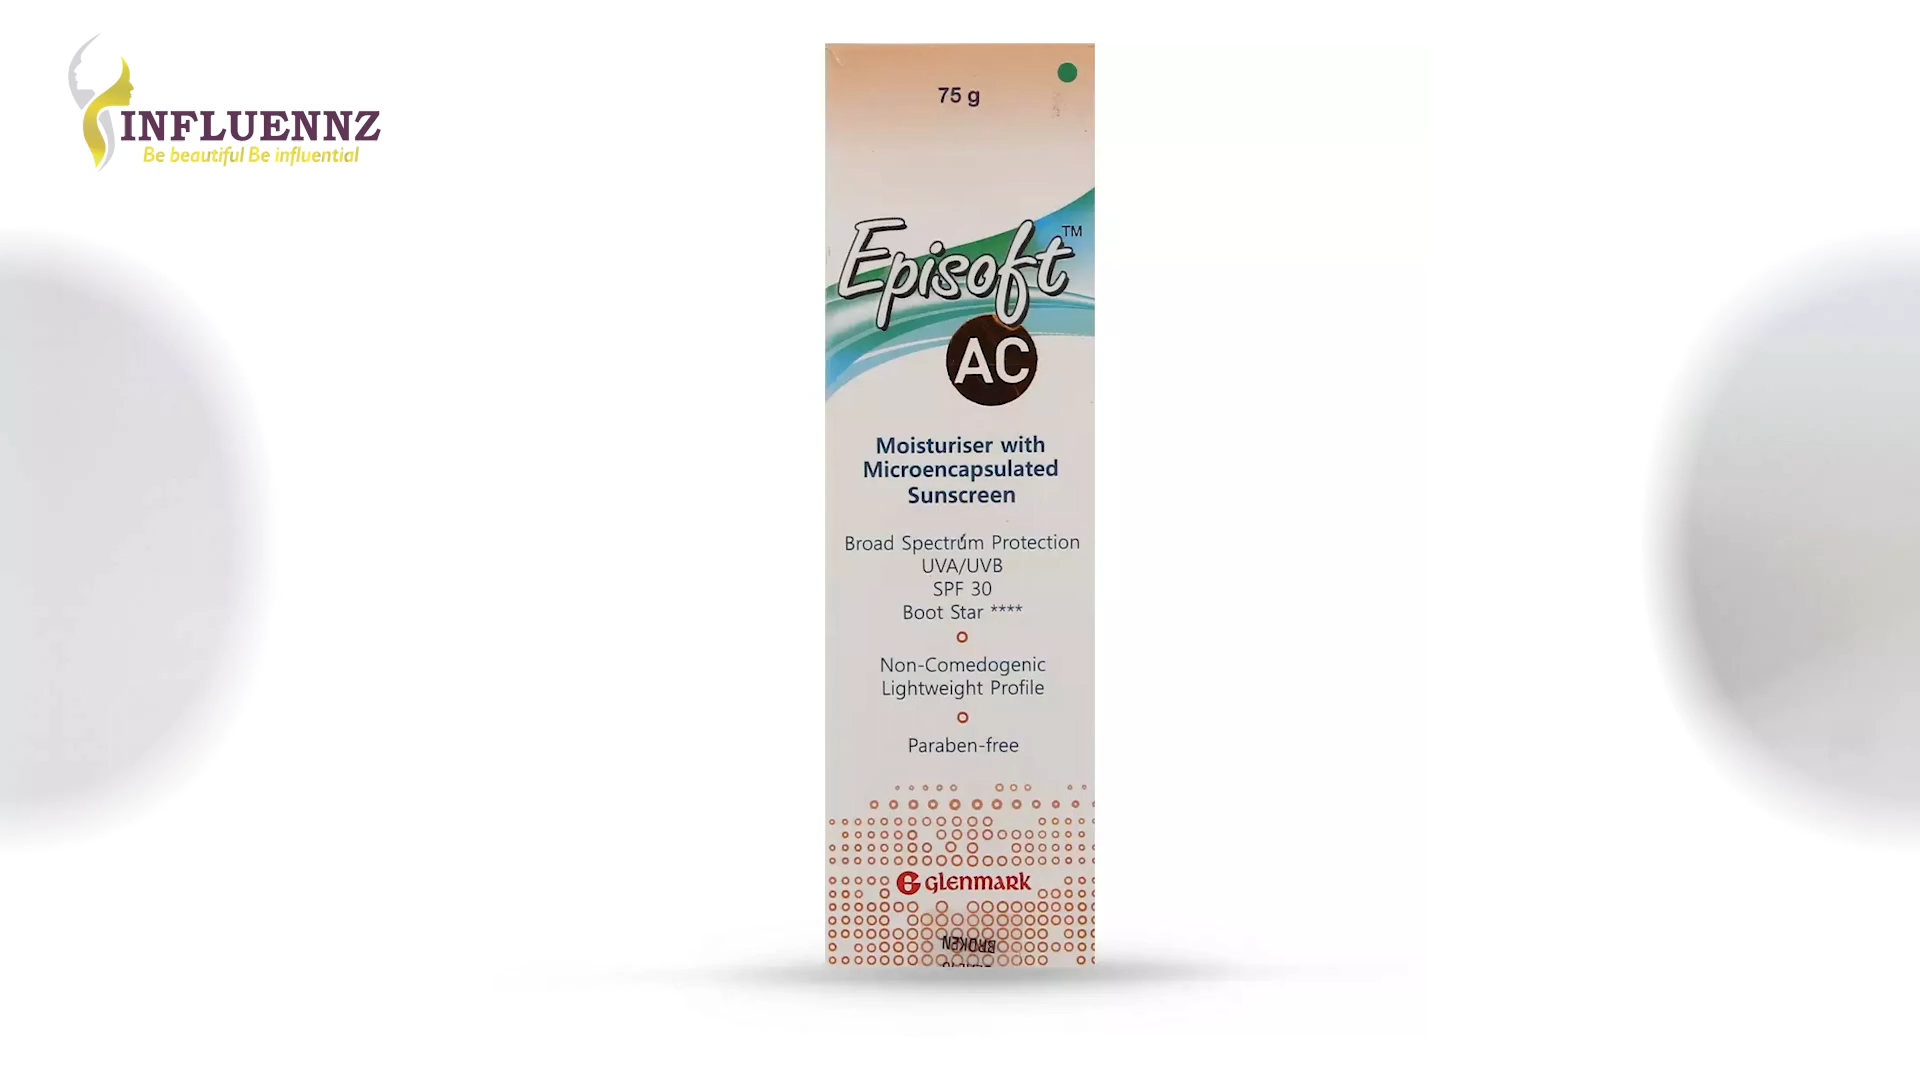 INFLUENNZ
Be beautiful Be influential
75 g
Episoft™
AC
Moisturiser with
Microencapsulated
Sunscreen
Broad Spectrum Protection
UVA/UVB
SPF 30
Boot Star ****
Non-Comedogenic
Lightweight Profile
Paraben-free
G glenmark
BROKEN